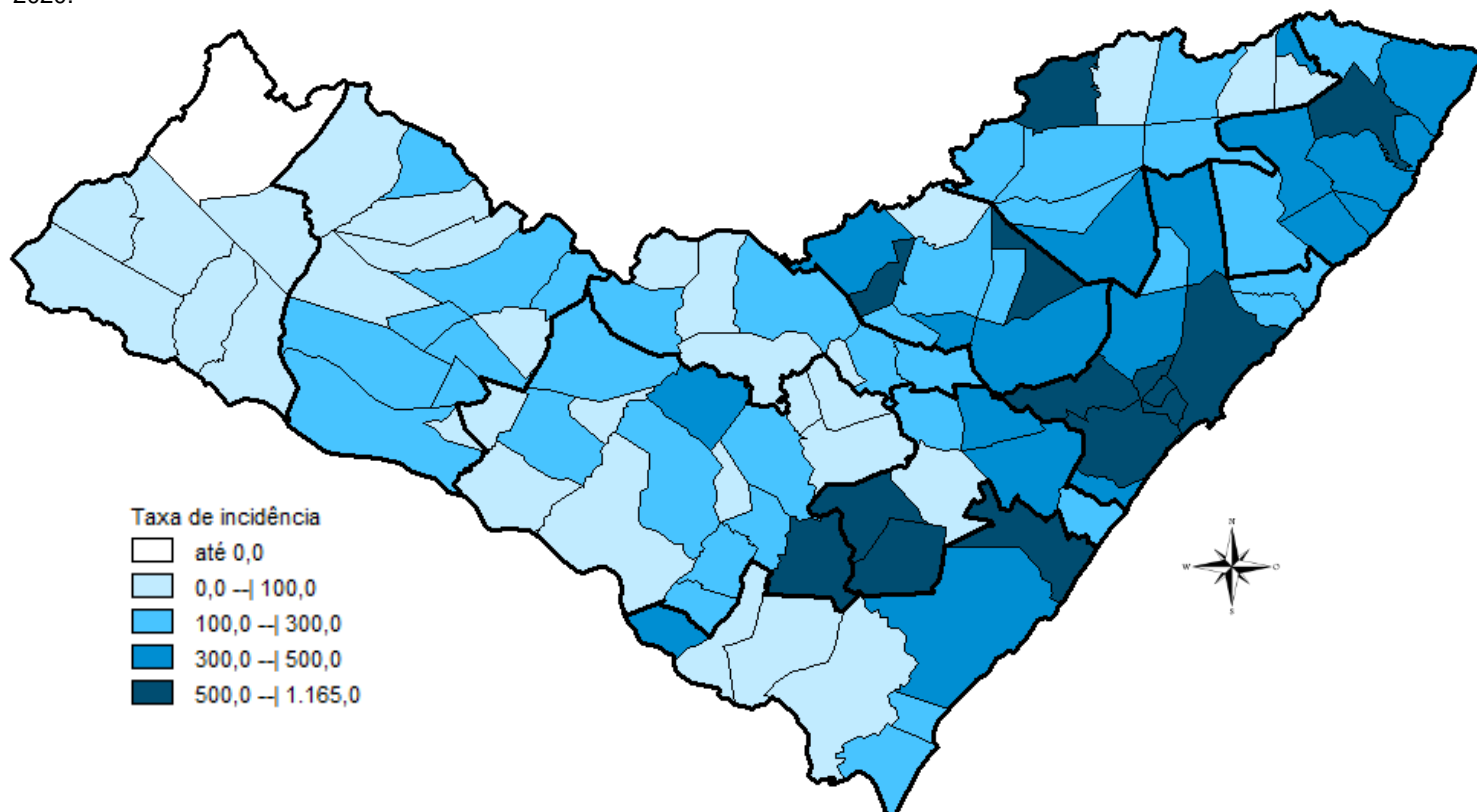 2020.
Taxa de incidência
até 0,0
0,0 --| 100,0
100,0 --| 300,0
300,0 --| 500,0
500,0 --| 1.165,0
N
W
O
S